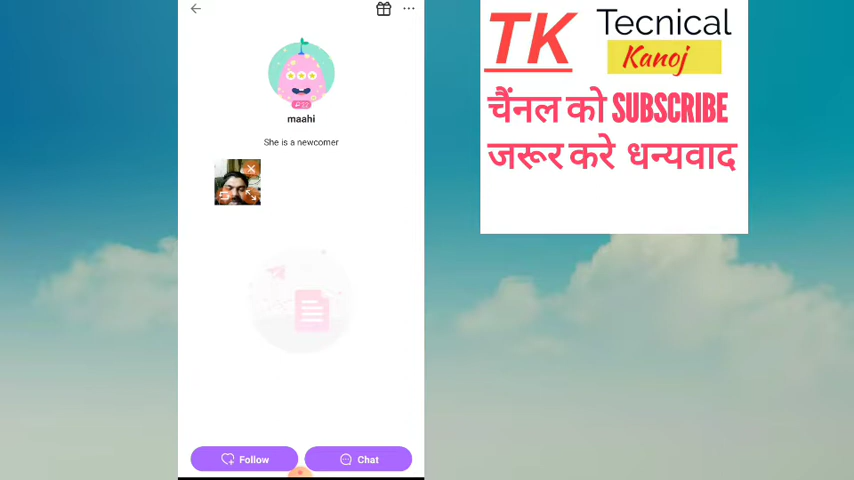 maahi
She is a newcomer
Follow
Chat
TK
Tecnical
Kanoj
चैंनल को SUBSCRIBE
जरूर करे धन्यवाद